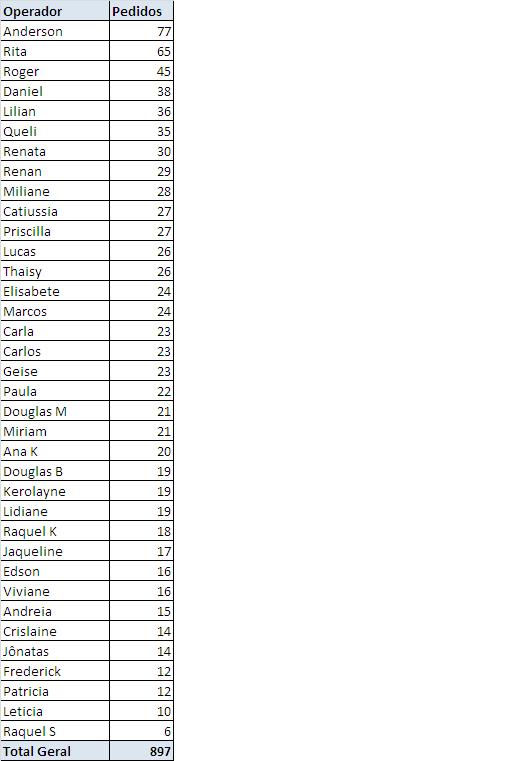 Operador Pedidos
Anderson 77
Rita 65
Roger 45
Daniel 38
Lilian 36
Queli 35
Renata 30
Renan 29
Miliane 28
Catiussia 27
Priscilla 27
Lucas 26
Thaisy 26
Elisabete 24
Marcos 24
Carla 23
Carlos 23
Geise 23
Paula 22
Douglas M 21
Miriam 21
Ana K 20
Douglas B 19
Kerolayne 19
Lidiane 19
Raquel K 18
Jaqueline 17
Edson 16
Viviane 16
Andreia 15
Crislaine 14
Jônatas 14
Frederick 12
Patricia 12
Leticia 10
Raquel S 6
Total Geral 897